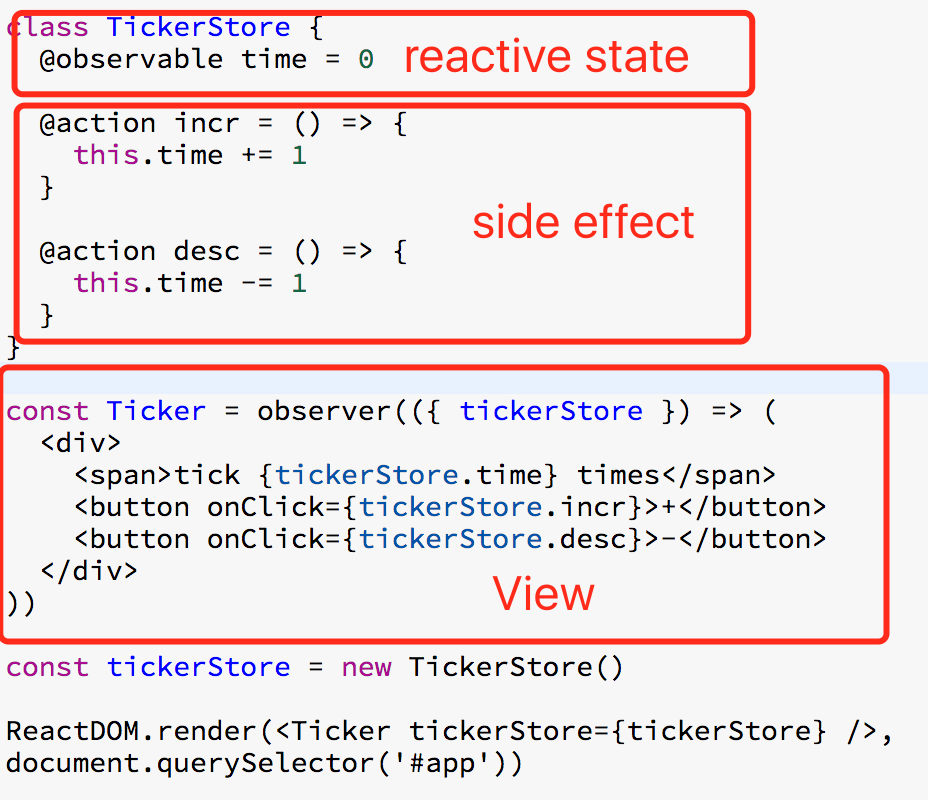 class TickerStore {
  @observable time = 0 reactive state

  @action incr = () => {
    this.time += 1
  }
side effect
  @action desc = () => {
    this.time -= 1
  }
}

const Ticker = observer(({ tickerStore }) => (
  <div>
    <span>tick {tickerStore.time} times</span>
    <button onClick={tickerStore.incr}>+</button>
    <button onClick={tickerStore.desc}>-</button>
  </div>
View
))

const tickerStore = new TickerStore()

ReactDOM.render(<Ticker tickerStore={tickerStore} />,
document.querySelector('#app'))